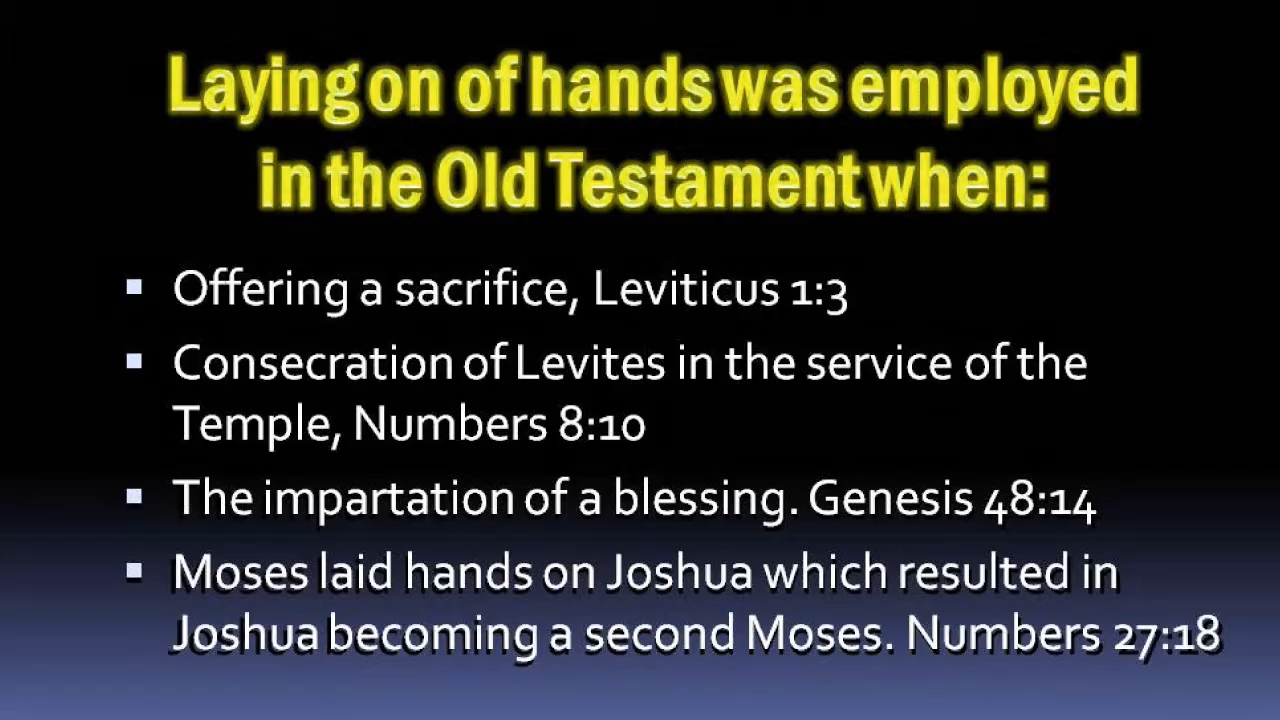 Laying on of hands was employed
in the Old Testament when:
Offering a sacrifice, Leviticus 1:3
Consecration of Levites in the service of the
Temple, Numbers 8:10
The impartation of a blessing. Genesis 48:14
Moses laid hands on Joshua which resulted in
Joshua becoming a second Moses. Numbers 27:18